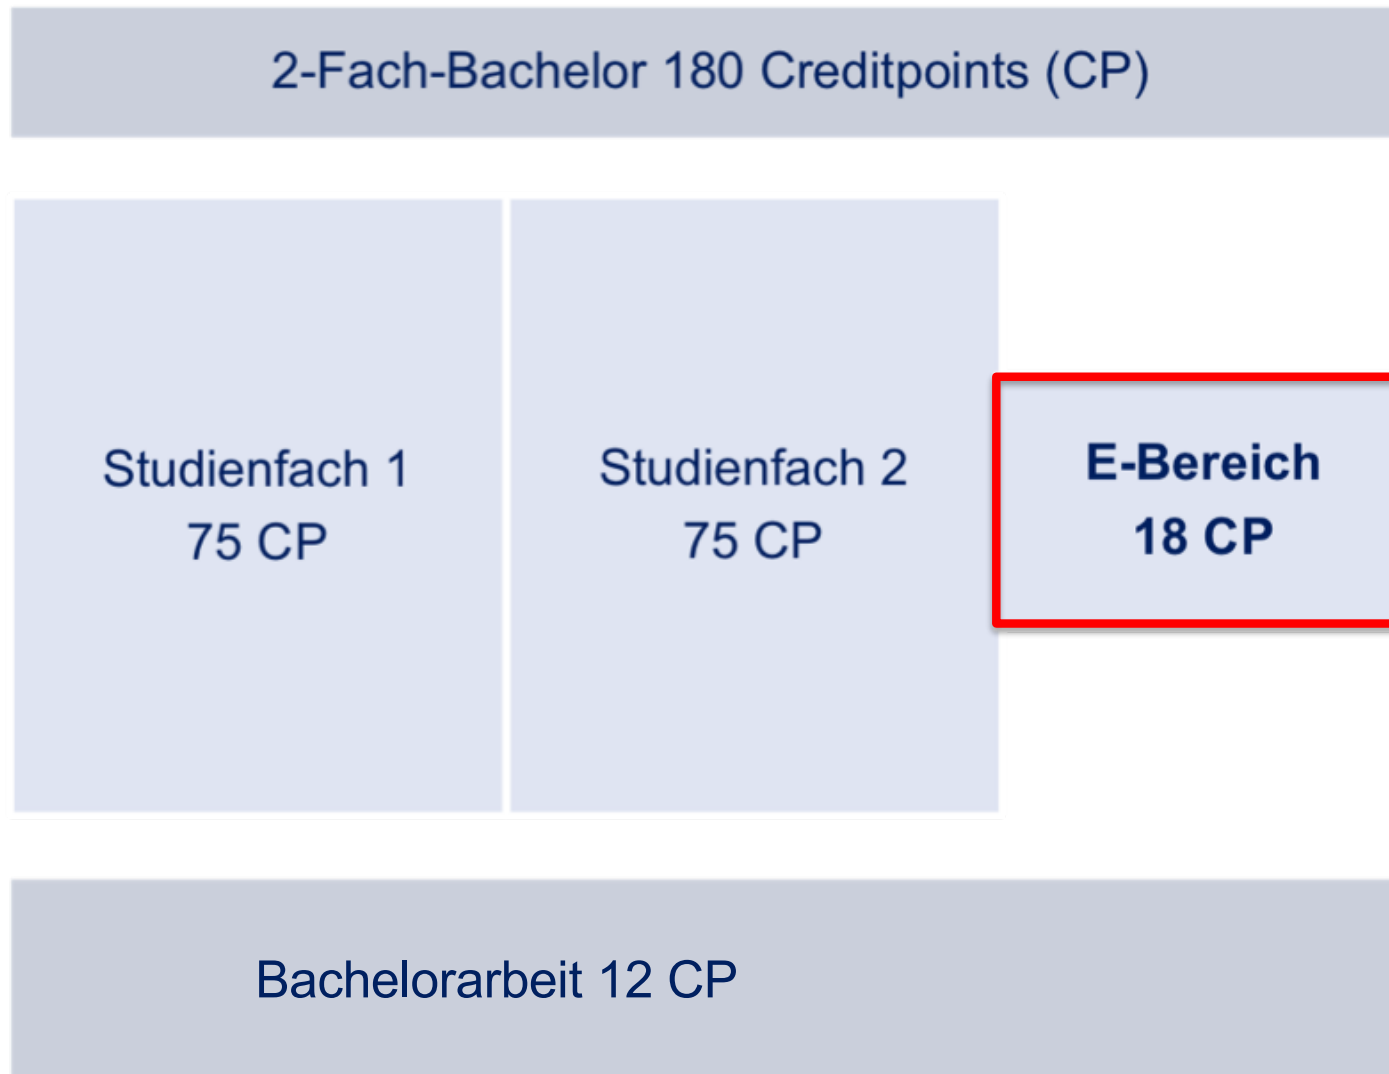 2-Fach-Bachelor 180 Creditpoints (CP)
Studienfach 1
75 CP
Studienfach 2
75 CP
E-Bereich
18 CP
Bachelorarbeit 12 CP